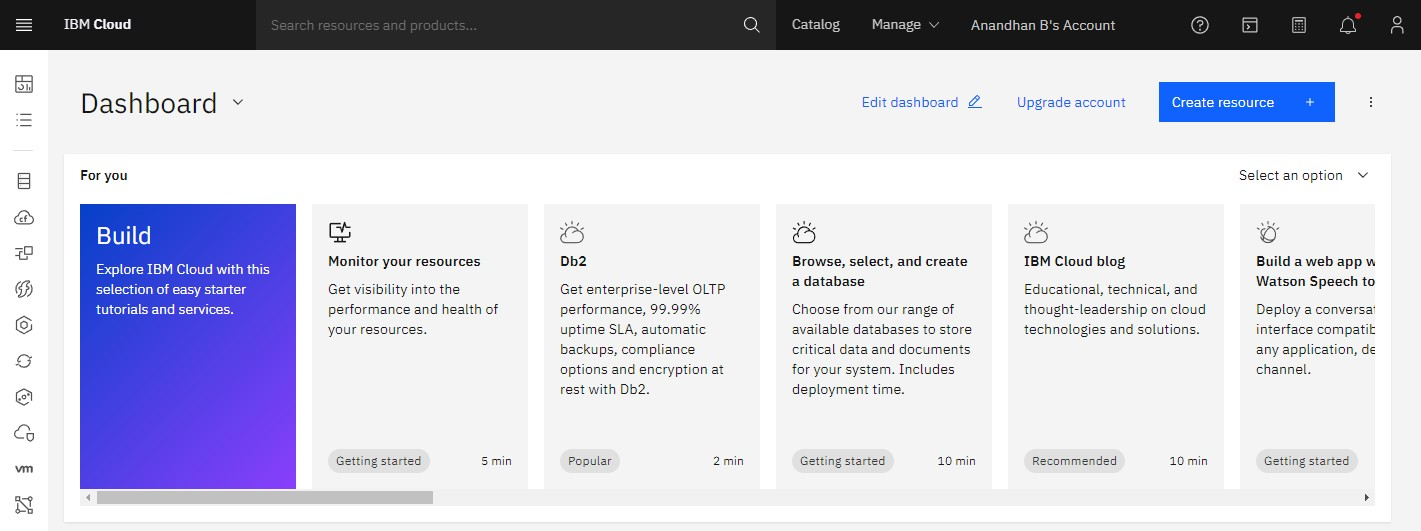 IBM Cloud
Search resources and products...
Catalog
Manage
Anandhan B's Account
Dashboard
Edit dashboard
Upgrade account
Create resource +
For you
Select an option
Build
Explore IBM Cloud with this
selection of easy starter
tutorials and services.
Monitor your resources
Get visibility into the
performance and health of
your resources.
Getting started
5 min
Db2
Get enterprise-level OLTP
performance, 99.99%
uptime SLA, automatic
backups, compliance
options and encryption at
rest with Db2.
Popular
2 min
Browse, select, and create
a database
Choose from our range of
available databases to store
critical data and documents
for your system. Includes
deployment time.
Getting started
10 min
IBM Cloud blog
Educational, technical, and
thought-leadership on cloud
technologies and solutions.
Recommended
10 min
Build a web app w
Watson Speech to
Deploy a conversat
interface compatib
any application, de
channel.
Getting started
cf
vm